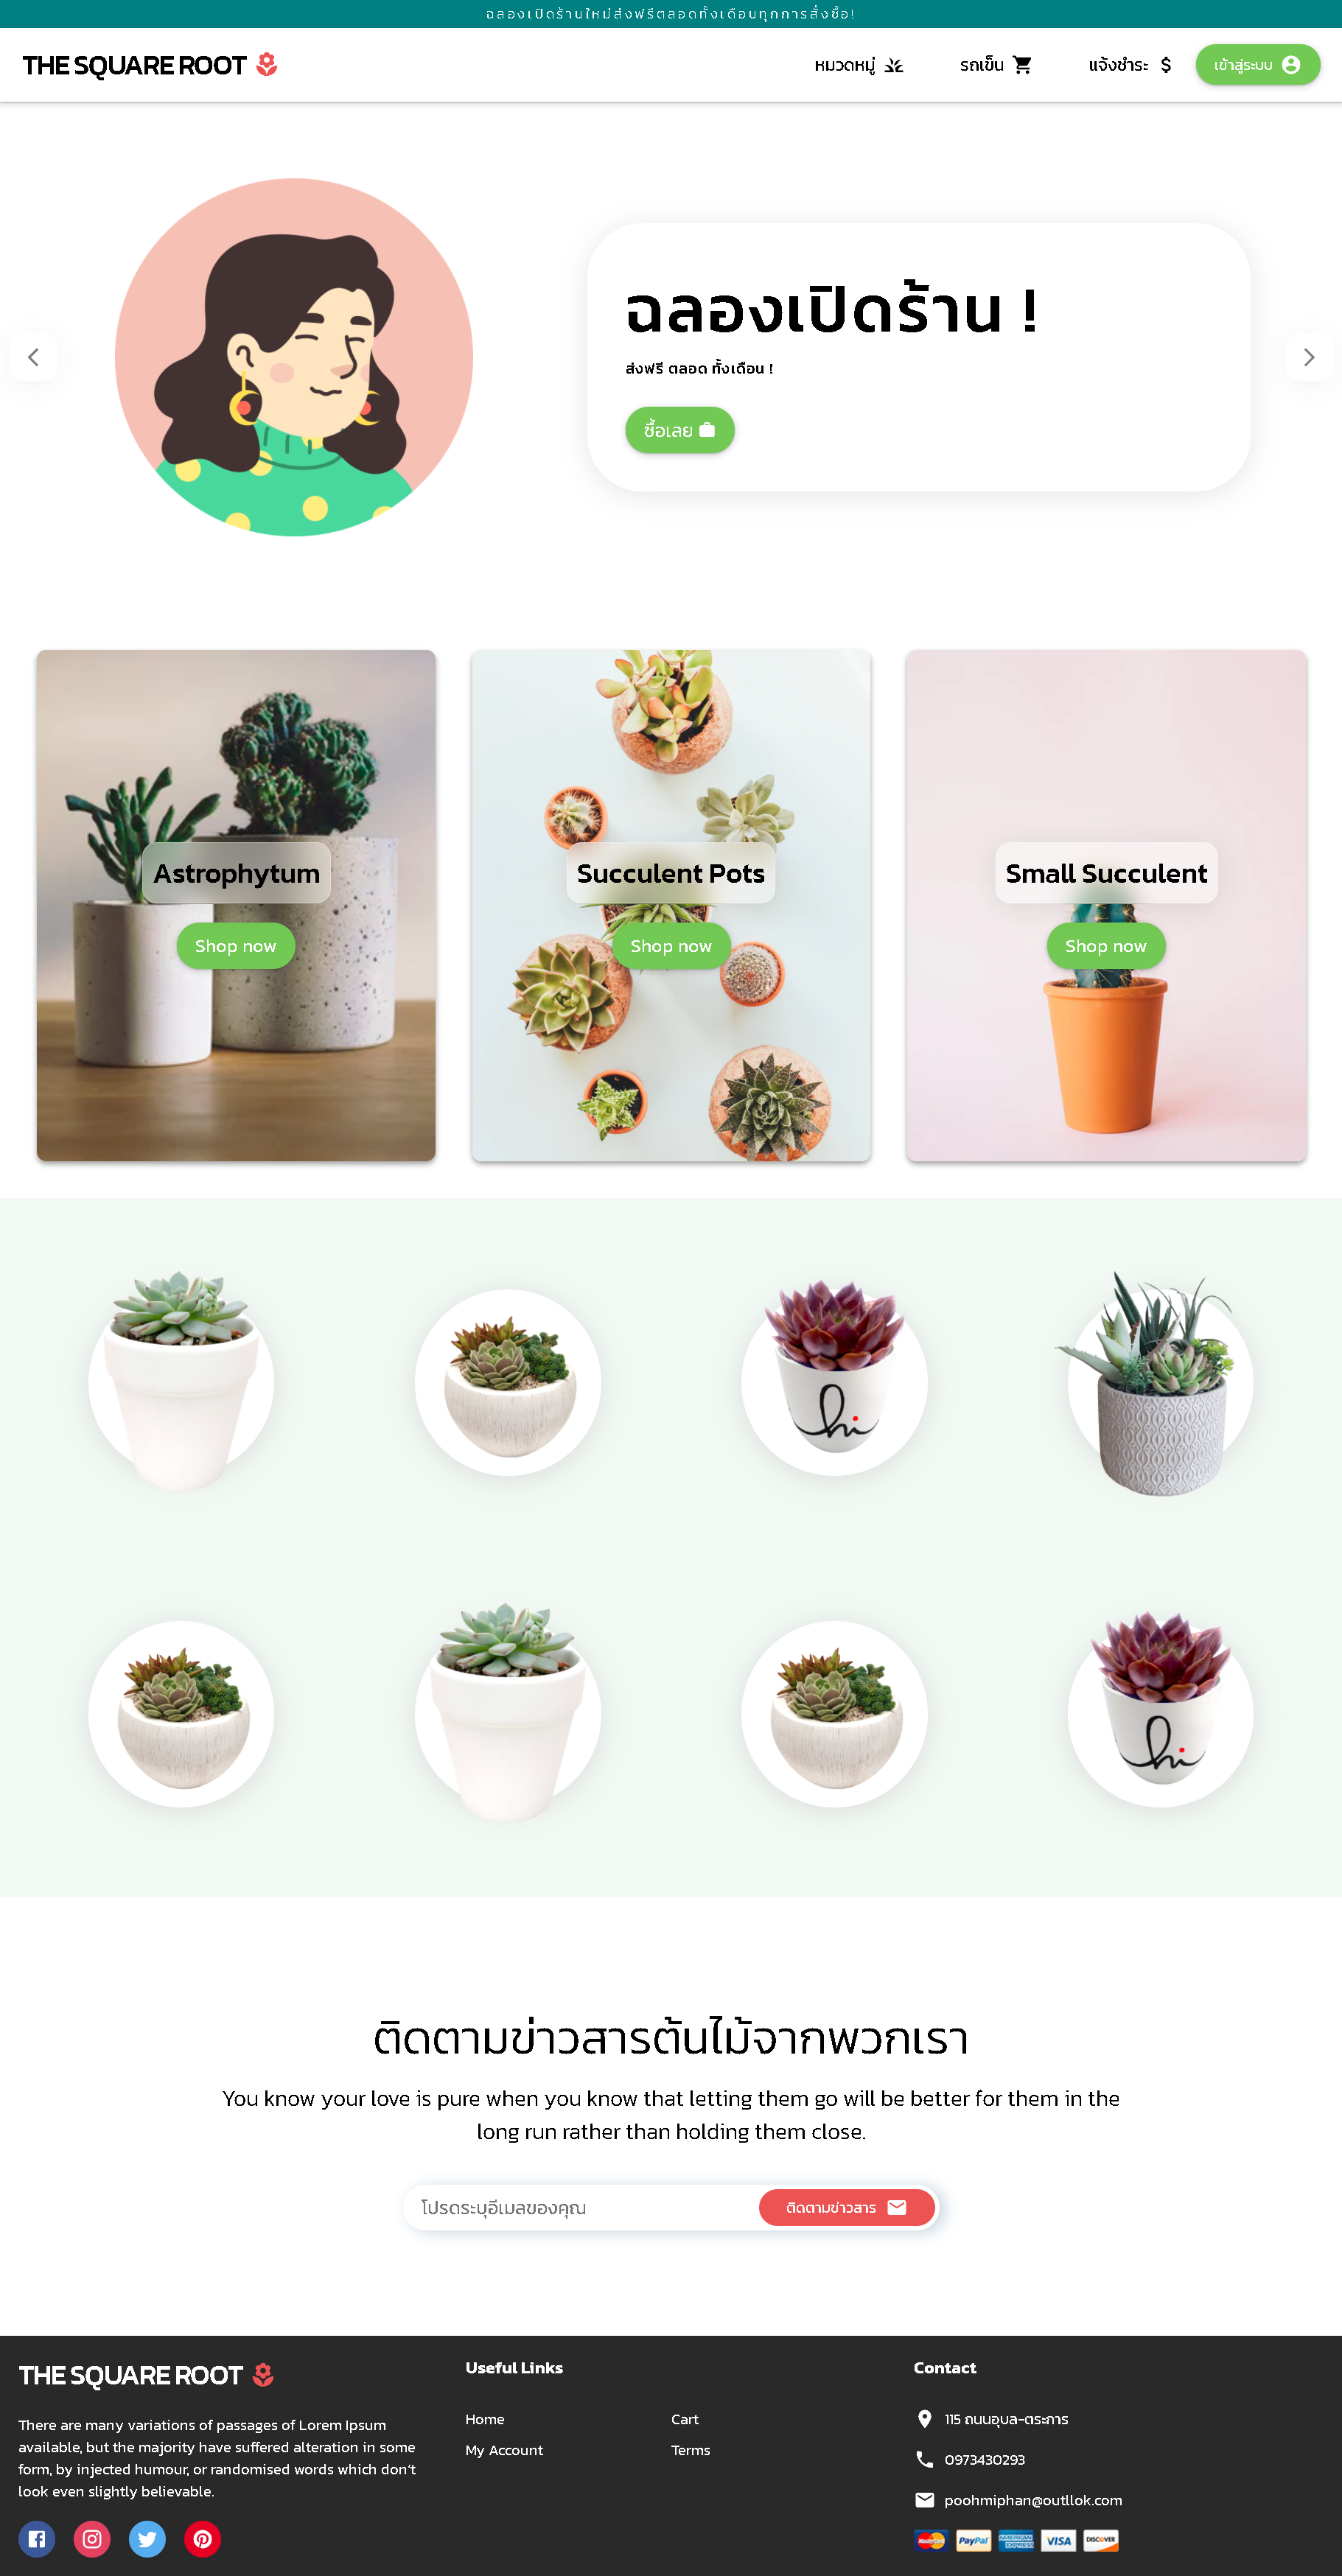 ฉลองเปิดร้านใหม่ส่งฟรีตลอดทั้งเดือนทุกการสั่งซื้อ!
THE SQUARE ROOT
หมวดหมู่
รถเข็น
แจ้งชำระ
เข้าสู่ระบบ
ฉลองเปิดร้าน !
ส่งฟรี ตลอด ทั้งเดือน !
ซื้อเลย
Astrophytum
Shop now
Succulent Pots
Shop now
Small Succulent
Shop now
hi
hi
ติดตามข่าวสารต้นไม้จากพวกเรา
You know your love is pure when you know that letting them go will be better for them in the
long run rather than holding them close.
โปรดระบุอีเมลของคุณ
ติดตามข่าวสาร
THE SQUARE ROOT
There are many variations of passages of Lorem Ipsum
available, but the majority have suffered alteration in some
form, by injected humour, or randomised words which don't
look even slightly believable.
Useful Links
Home
Cart
My Account
Terms
Contact
115 ถนนอุบล-ตระการ
0973430293
poohmiphan@outllok.com
MasterCard
PayPal
AMERICAN EXPRESS
VISA
DISCOVER